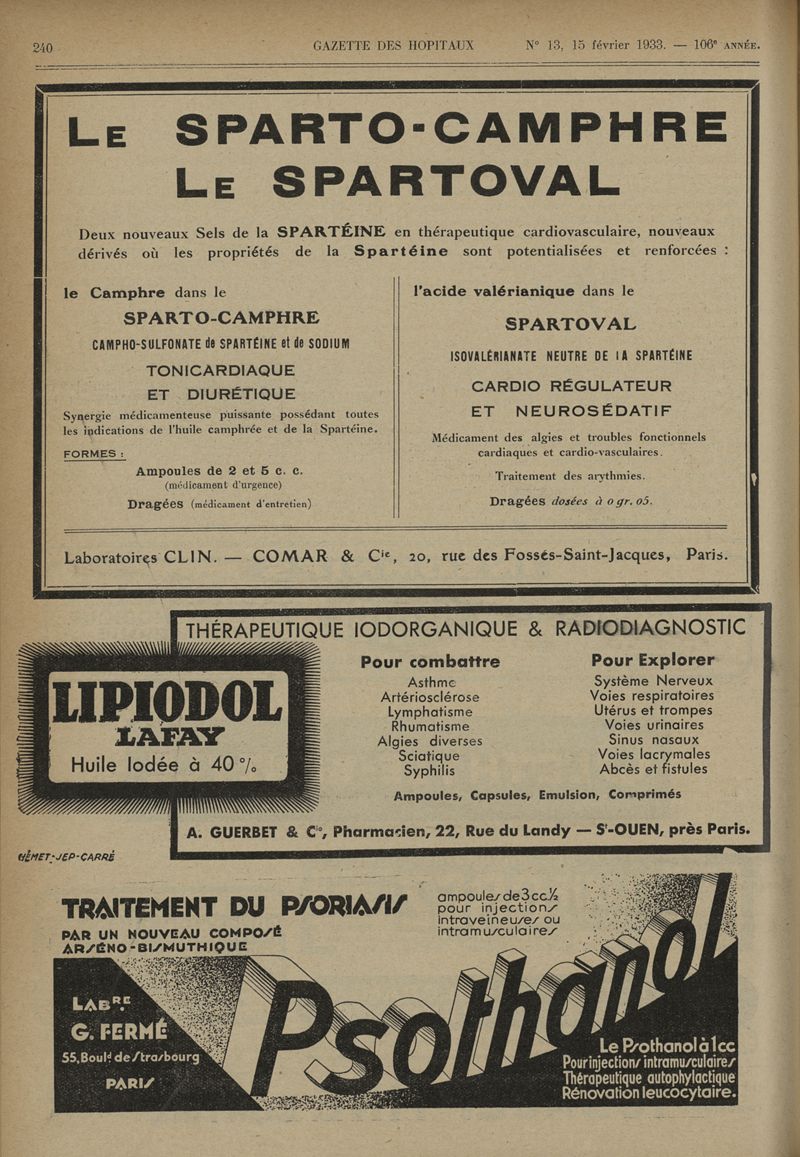 240
GAZETTE DES HOPITAUX
N° 13, 15 février 1933. — 106e ANNÉE.
LE SPARTO-CAMPHRE
LE SPARTOVAL
Deux nouveaux Sels de la SPARTÉINE en thérapeutique cardiovasculaire, nouveaux
dérivés où les propriétés de la Spartéine sont potentialisées et renforcées :
le Camphre dans le
SPARTO-CAMPHRE
CAMPHO-SULFONATE de SPARTÉINE et de SODIUM
TONICARDIAQUE
ET DIURÉTIQUE
Synergie médicamenteuse puissante possédant toutes
les indications de l'huile camphrée et de la Spartéine.
FORMES :
Ampoules de 2 et 5 c. c.
(médicament d'urgence)
Dragées (médicament d'entretien)
l'acide valérianique dans le
SPARTOVAL
ISOVALÉRIANATE NEUTRE DE LA SPARTÉINE
CARDIO RÉGULATEUR
ET NEUROSÉDATIF
Médicament des algies et troubles fonctionnels
cardiaques et cardio-vasculaires.
Traitement des arythmies.
Dragées dosées à 0 gr. 05.
Laboratoires CLIN. — COMAR & Cie, 20, rue des Fossés-Saint-Jacques, Paris.
THÉRAPEUTIQUE IODORGANIQUE & RADIODIAGNOSTIC
LIPIODOL
LAFAY
Huile Iodée à 40 %
Pour combattre
Asthme
Artériosclérose
Lymphatisme
Rhumatisme
Algies diverses
Sciatique
Syphilis
Pour Explorer
Système Nerveux
Voies respiratoires
Utérus et trompes
Voies urinaires
Sinus nasaux
Voies lacrymales
Abcès et fistules
Ampoules, Capsules, Emulsion, Comprimés
A. GUERBET & Cie, Pharmacien, 22, Rue du Landy — St-OUEN, près Paris.
HÉMET-JEP-CARRÉ
TRAITEMENT DU PSORIASIS
PAR UN NOUVEAU COMPOSÉ
ARSÉNO-BISMUTHIQUE
ampoules de 3cc.½
pour injections
intraveineuses ou
intramusculaires
Psothanol
LABRE
G. FERMÉ
55, Bould de Strasbourg
PARIS
Le Psothanol à 1cc
Pour injections intramusculaires
Thérapeutique autophylactique
Rénovation leucocytaire.